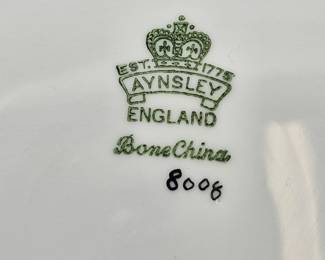 EST. 1775
AYNSLEY
ENGLAND
Bone China
8008